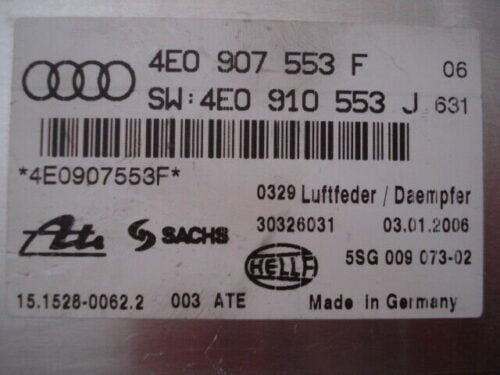 4E0 907 553 F 06
SW:4E0 910 553 J 631
*4E0907553F*
0329 Luftfeder / Daempfer
30326031 03.01.2006
Ate SACHS HELLA 5SG 009 073-02
15.1528-0062.2 003 ATE Made in Germany